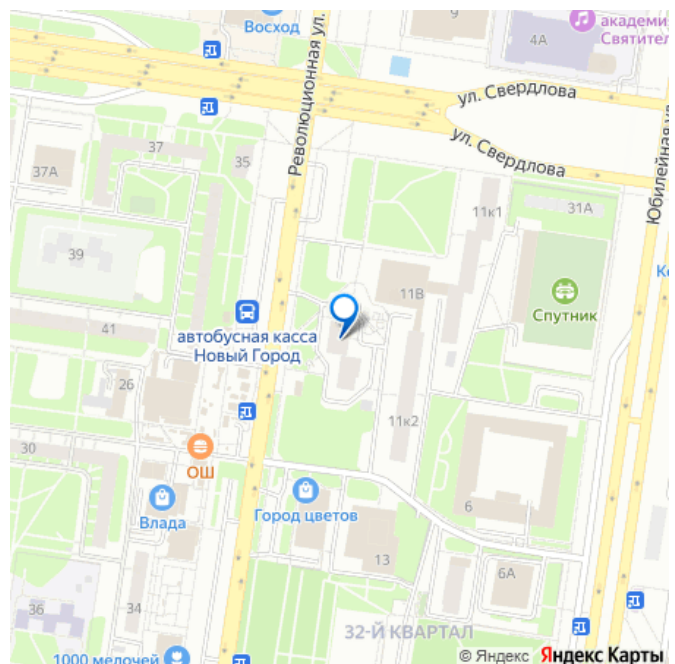 Восход
9
4А
академи
Святител
Революционная ул.
ул. Свердлова
ул. Свердлова
Юбилейная ул
37
35
37А
11к1
31А
39
11В
Спутник
автобусная касса
Новый Город
41
26
11к2
30
ОШ
Влада
Город цветов
6
13
6А
36
34
32-Й КВАРТАЛ
1000 мелочей
© Яндекс Яндекс Карты